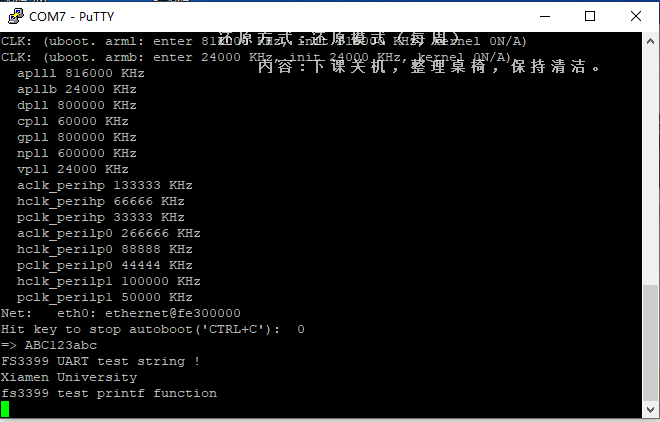 COM7 - PuTTY
还原方式:还原模式(每周)
CLK: (uboot. arml: enter 816000 KHz, init 816000 KHz, kernel 0N/A)
CLK: (uboot. armb: enter 24000 KHz, init 24000 KHz, kernel 0N/A)
内容:下课关机，整理桌椅，保持清洁。
aplll 816000 KHz
apllb 24000 KHz
dpll 800000 KHz
cpll 60000 KHz
gpll 800000 KHz
npll 600000 KHz
vpll 24000 KHz
aclk_perihp 133333 KHz
hclk_perihp 66666 KHz
pclk_perihp 33333 KHz
aclk_perilp0 266666 KHz
hclk_perilp0 88888 KHz
pclk_perilp0 44444 KHz
hclk_perilp1 100000 KHz
pclk_perilp1 50000 KHz
Net:   eth0: ethernet@fe300000
Hit key to stop autoboot('CTRL+C'):  0
=> ABC123abc
FS3399 UART test string !
Xiamen University
fs3399 test printf function